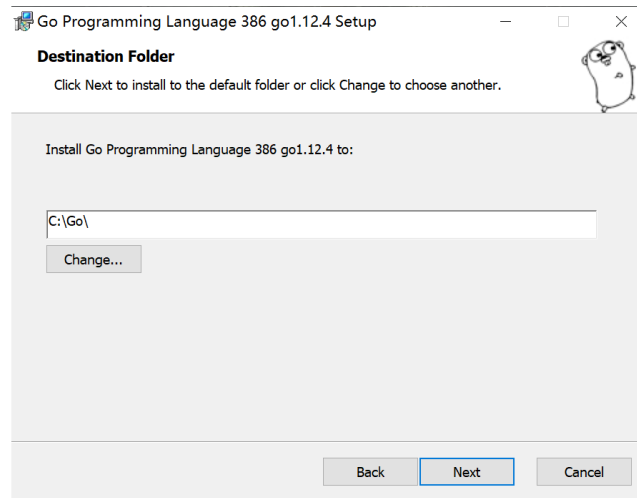 Go Programming Language 386 go1.12.4 Setup
Destination Folder
Click Next to install to the default folder or click Change to choose another.
Install Go Programming Language 386 go1.12.4 to:
C:\Go\
Change...
Back Next Cancel